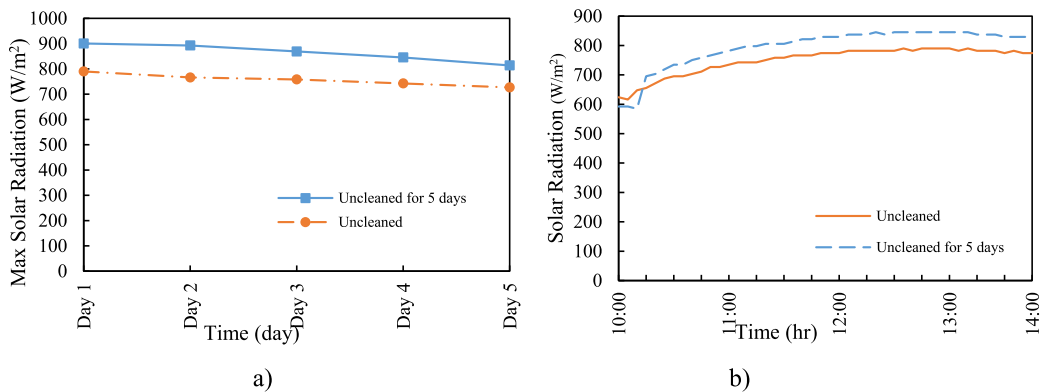 1000
900
800
700
600
500
400
300
200
100
0
Max Solar Radiation (W/m²)
Uncleaned for 5 days
Uncleaned
Day 1
Day 2
Day 3
Day 4
Day 5
Time (day)
a)
900
800
700
600
500
400
300
200
100
0
Solar Radiation (W/m²)
Uncleaned
Uncleaned for 5 days
10:00
11:00
12:00
13:00
14:00
Time (hr)
b)